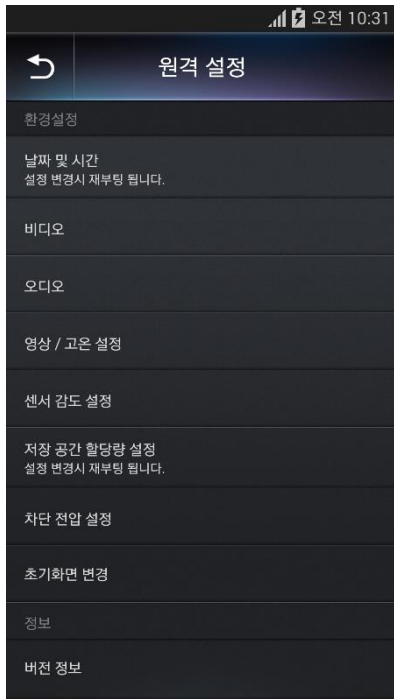 오전 10:31
원격 설정
환경설정
날짜 및 시간
설정 변경시 재부팅 됩니다.
비디오
오디오
영상 / 고온 설정
센서 감도 설정
저장 공간 할당량 설정
설정 변경시 재부팅 됩니다.
차단 전압 설정
초기화면 변경
정보
버전 정보